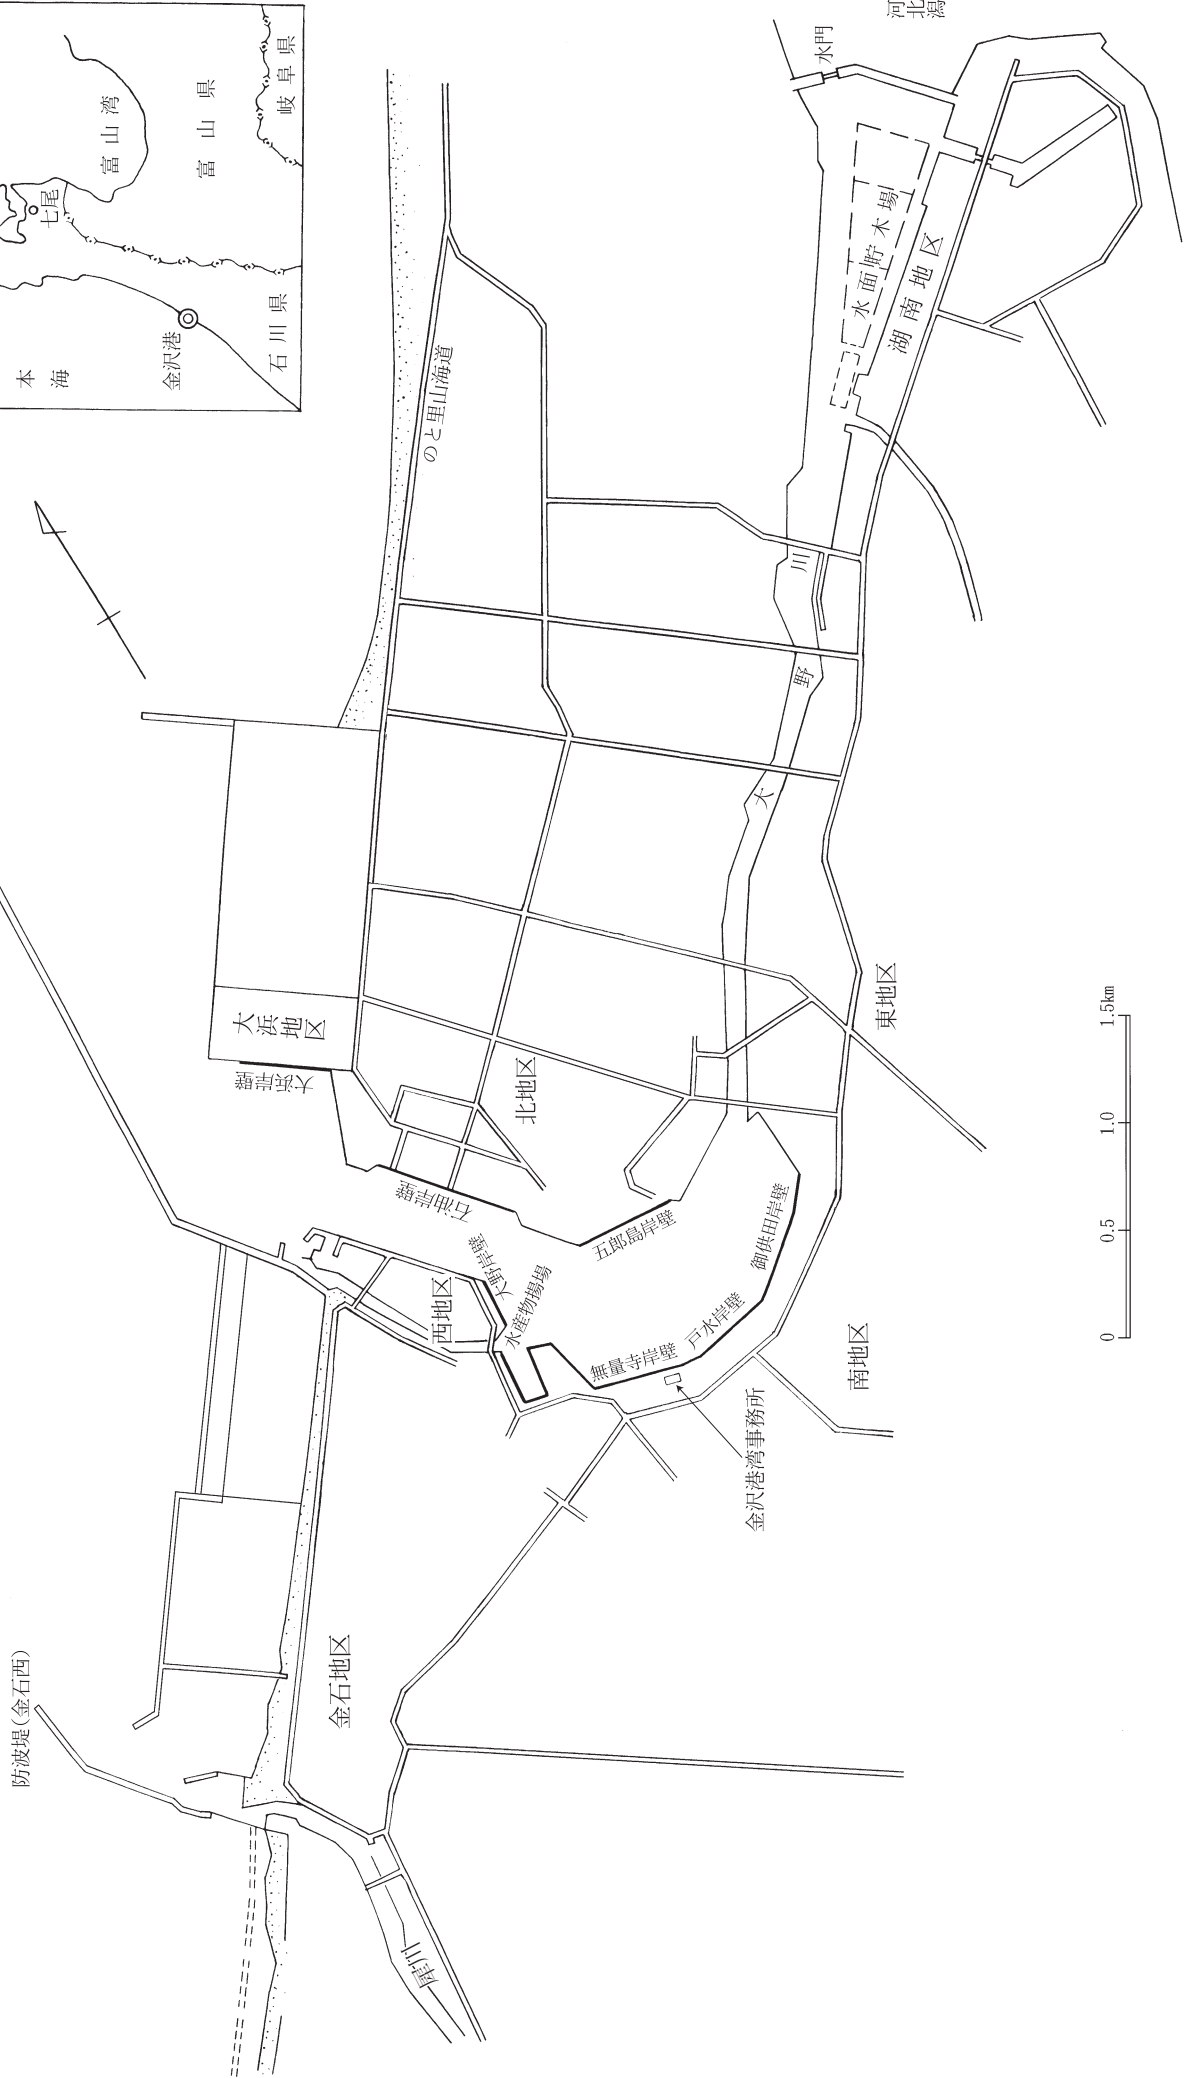 本
海
金沢港
石川県
七尾
富山湾
富山県
岐阜県
防波堤(金石西)
犀川
金石地区
西地区
大浜地区
大浜岸壁
石油岸壁
大野岸壁
水産物揚場
北地区
五郎島岸壁
無量寺岸壁
戸水岸壁
御供田岸壁
金沢港湾事務所
南地区
東地区
のと里山海道
大野川
水面貯木場
湖南地区
水門
河北潟
0
0.5
1.0
1.5km